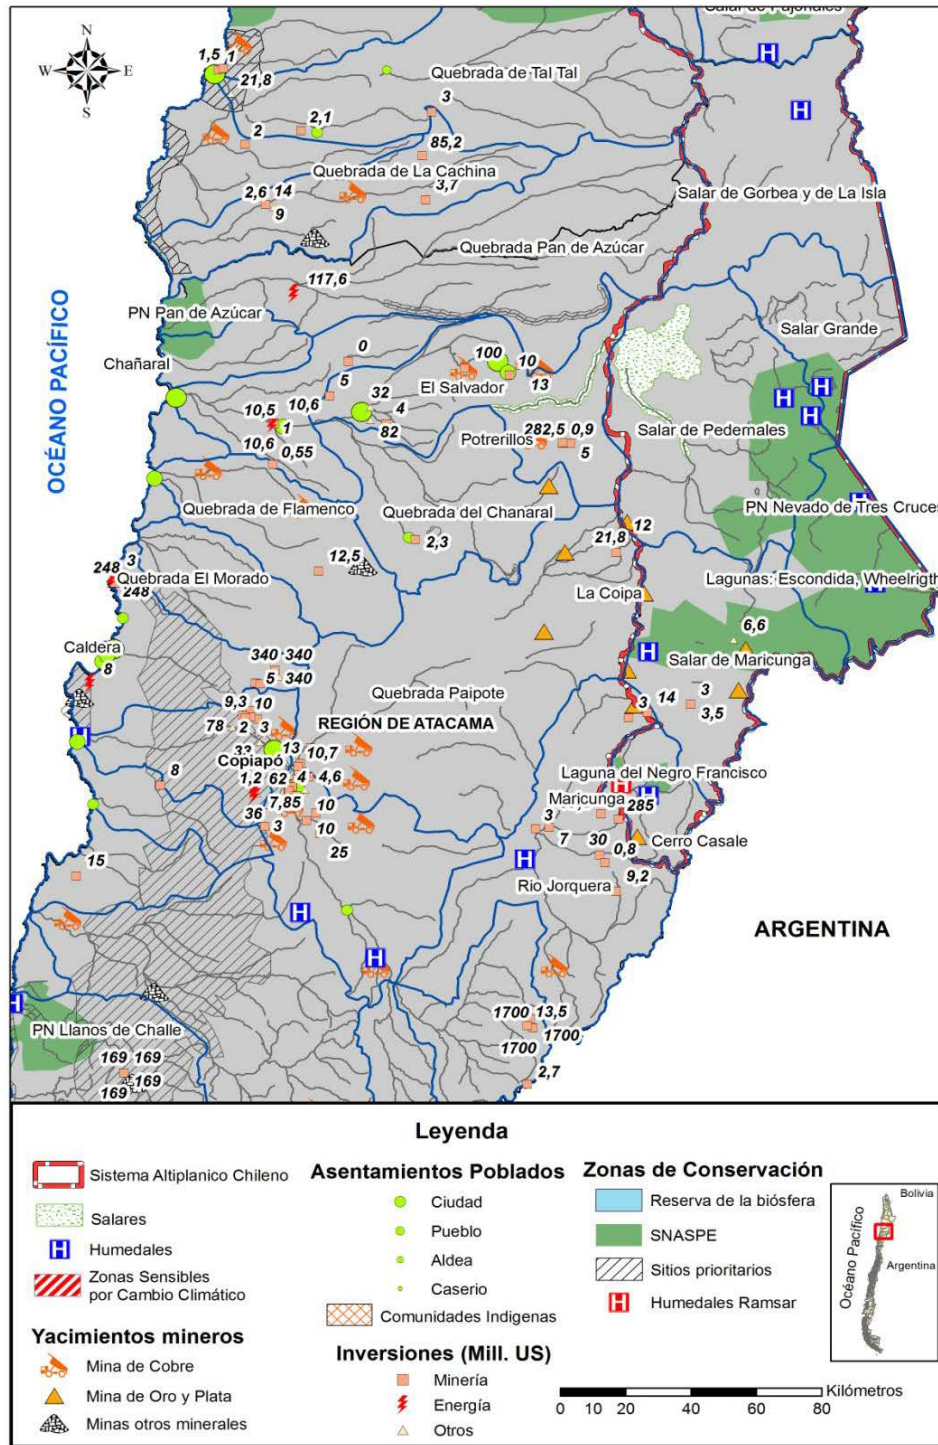 Salar de Pajonales
N
W E
S
1,5 1
21,8
Quebrada de Tal Tal
3
2,1
2
85,2
Quebrada de La Cachina
2,6 14
3,7
9
Salar de Gorbea y de La Isla
Quebrada Pan de Azúcar
117,6
OCÉANO PACÍFICO
PN Pan de Azúcar
Salar Grande
Chañaral
0
100
10
5
El Salvador
13
32
10,5
10,6
4
1
82
282,5 0,9
10,6
0,55
Potrerillos
5
Salar de Pedernales
Quebrada de Flamenco
Quebrada del Chanaral
PN Nevado de Tres Cruces
12
2,3
21,8
12,5
3
248
248
Quebrada El Morado
La Coipa
Lagunas: Escondida, Wheelrigth
6,6
Caldera
8
340 340
5 340
Salar de Maricunga
Quebrada Paipote
9,3 10
14
3
3
3,5
78 2 3
REGIÓN DE ATACAMA
33
13
Copiapó
10,7
1,2 62 4 4,6
Laguna del Negro Francisco
8
7,85
Maricunga
285
36
10
3
3
10
7
30
0,8
Cerro Casale
25
15
9,2
Rio Jorquera
ARGENTINA
1700 13,5
1700
PN Llanos de Challe
2,7
169 169
169
169
Leyenda
Sistema Altiplanico Chileno
Salares
Humedales
Zonas Sensibles
por Cambio Climático
Yacimientos mineros
Mina de Cobre
Mina de Oro y Plata
Minas otros minerales
Asentamientos Poblados
Ciudad
Pueblo
Aldea
Caserio
Comunidades Indigenas
Inversiones (Mill. US)
Minería
Energía
Otros
Zonas de Conservación
Reserva de la biósfera
SNASPE
Sitios prioritarios
Humedales Ramsar
Bolivia
Océano Pacífico
Argentina
Kilómetros
0 10 20 40 60 80